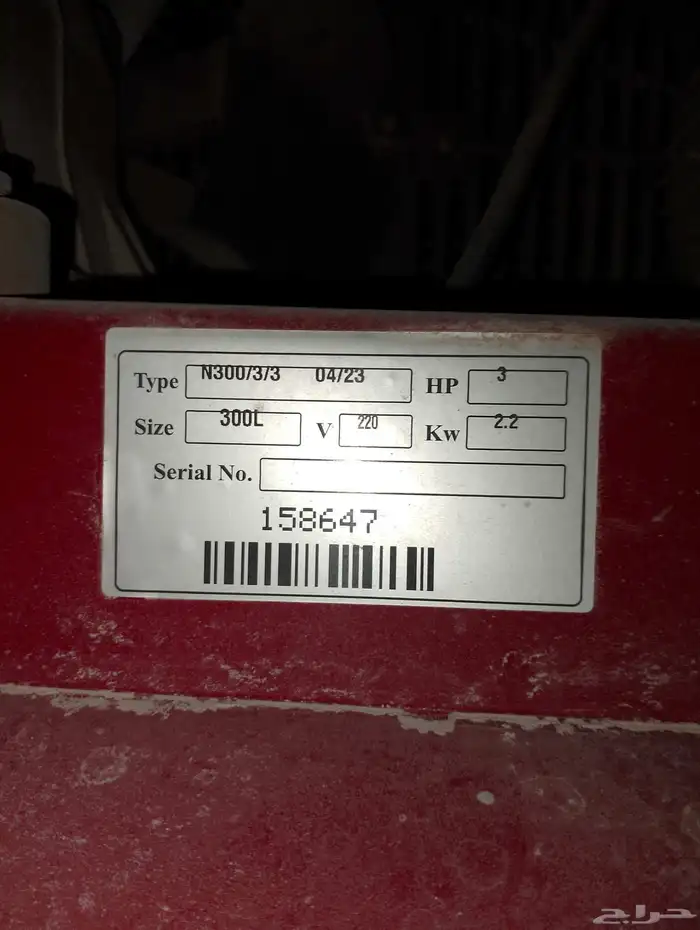 Type N300/3/3 04/23 HP 3
Size 300L V 220 Kw 2.2
Serial No.
158647
حراج